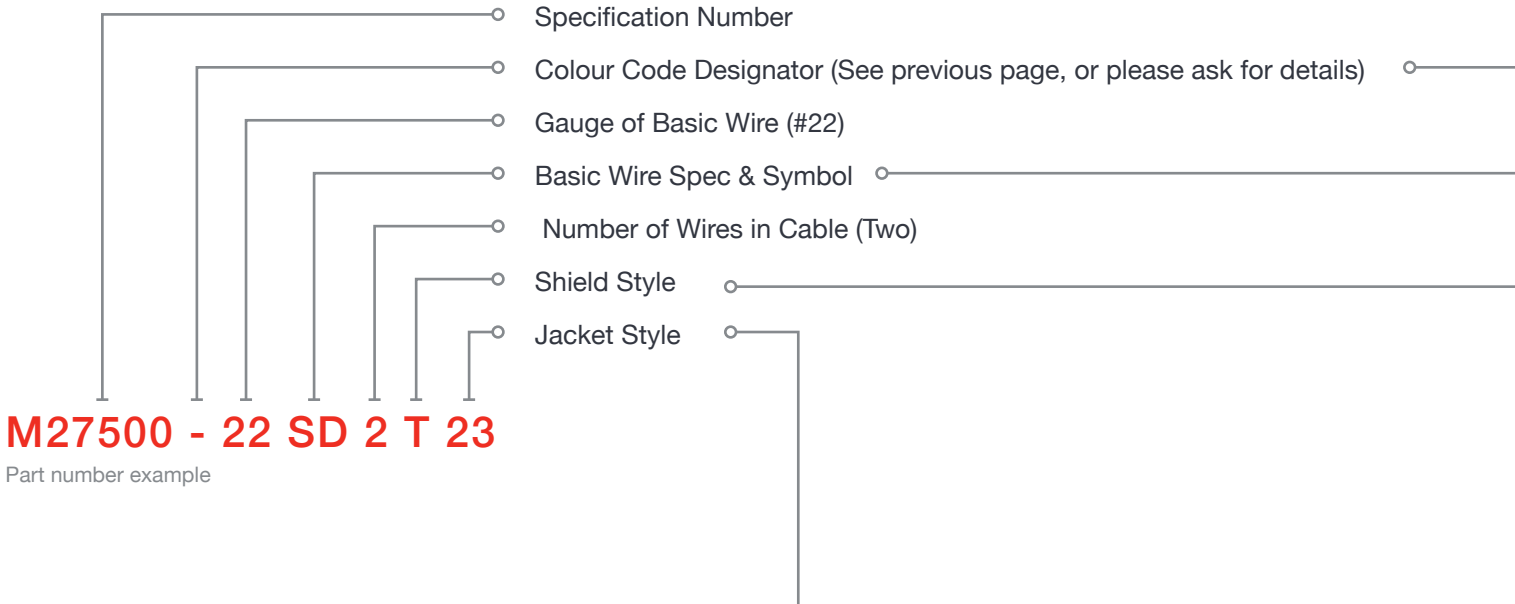 Specification Number
Colour Code Designator (See previous page, or please ask for details)
Gauge of Basic Wire (#22)
Basic Wire Spec & Symbol
Number of Wires in Cable (Two)
Shield Style
Jacket Style
M27500 - 22 SD 2 T 23
Part number example